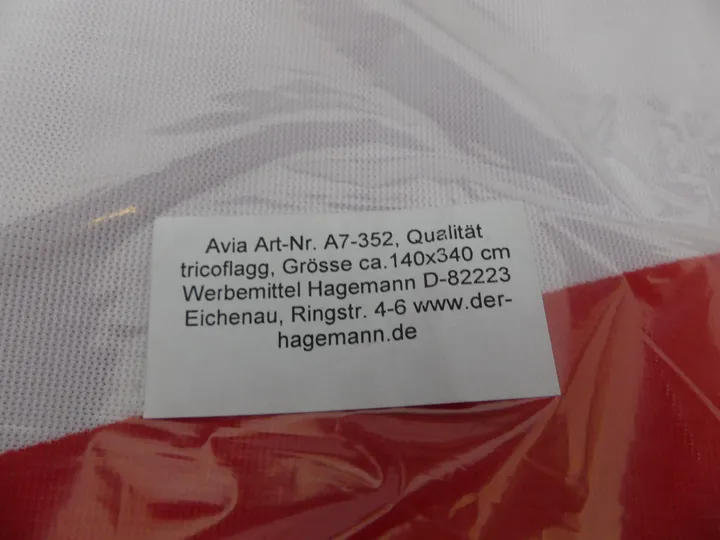 Avia Art-Nr. A7-352, Qualität
tricoflagg, Grösse ca.140x340 cm
Werbemittel Hagemann D-82223
Eichenau, Ringstr. 4-6 www.der-
hagemann.de